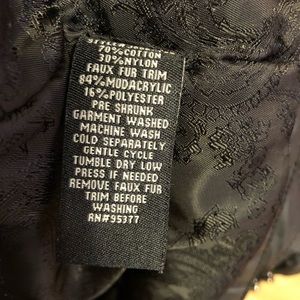 70%COTTON
30%NYLON
FAUX FUR TRIM
84%MODACRYLIC
16%POLYESTER
PRE SHRUNK
GARMENT WASHED
MACHINE WASH
COLD SEPARATELY
GENTLE CYCLE
TUMBLE DRY LOW
PRESS IF NEEDED
REMOVE FAUX FUR
TRIM BEFORE
WASHING
RN#95377